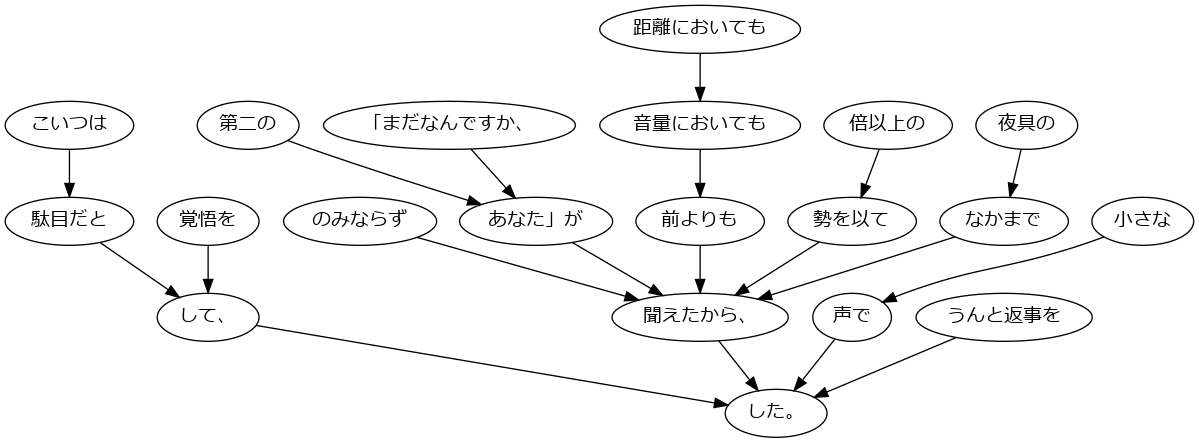 距離においても
こいつは
第二の
「まだなんですか、
音量においても
倍以上の
夜具の
駄目だと
覚悟を
のみならず
あなた」が
前よりも
勢を以て
なかまで
小さな
して、
聞えたから、
声で
うんと返事を
した。